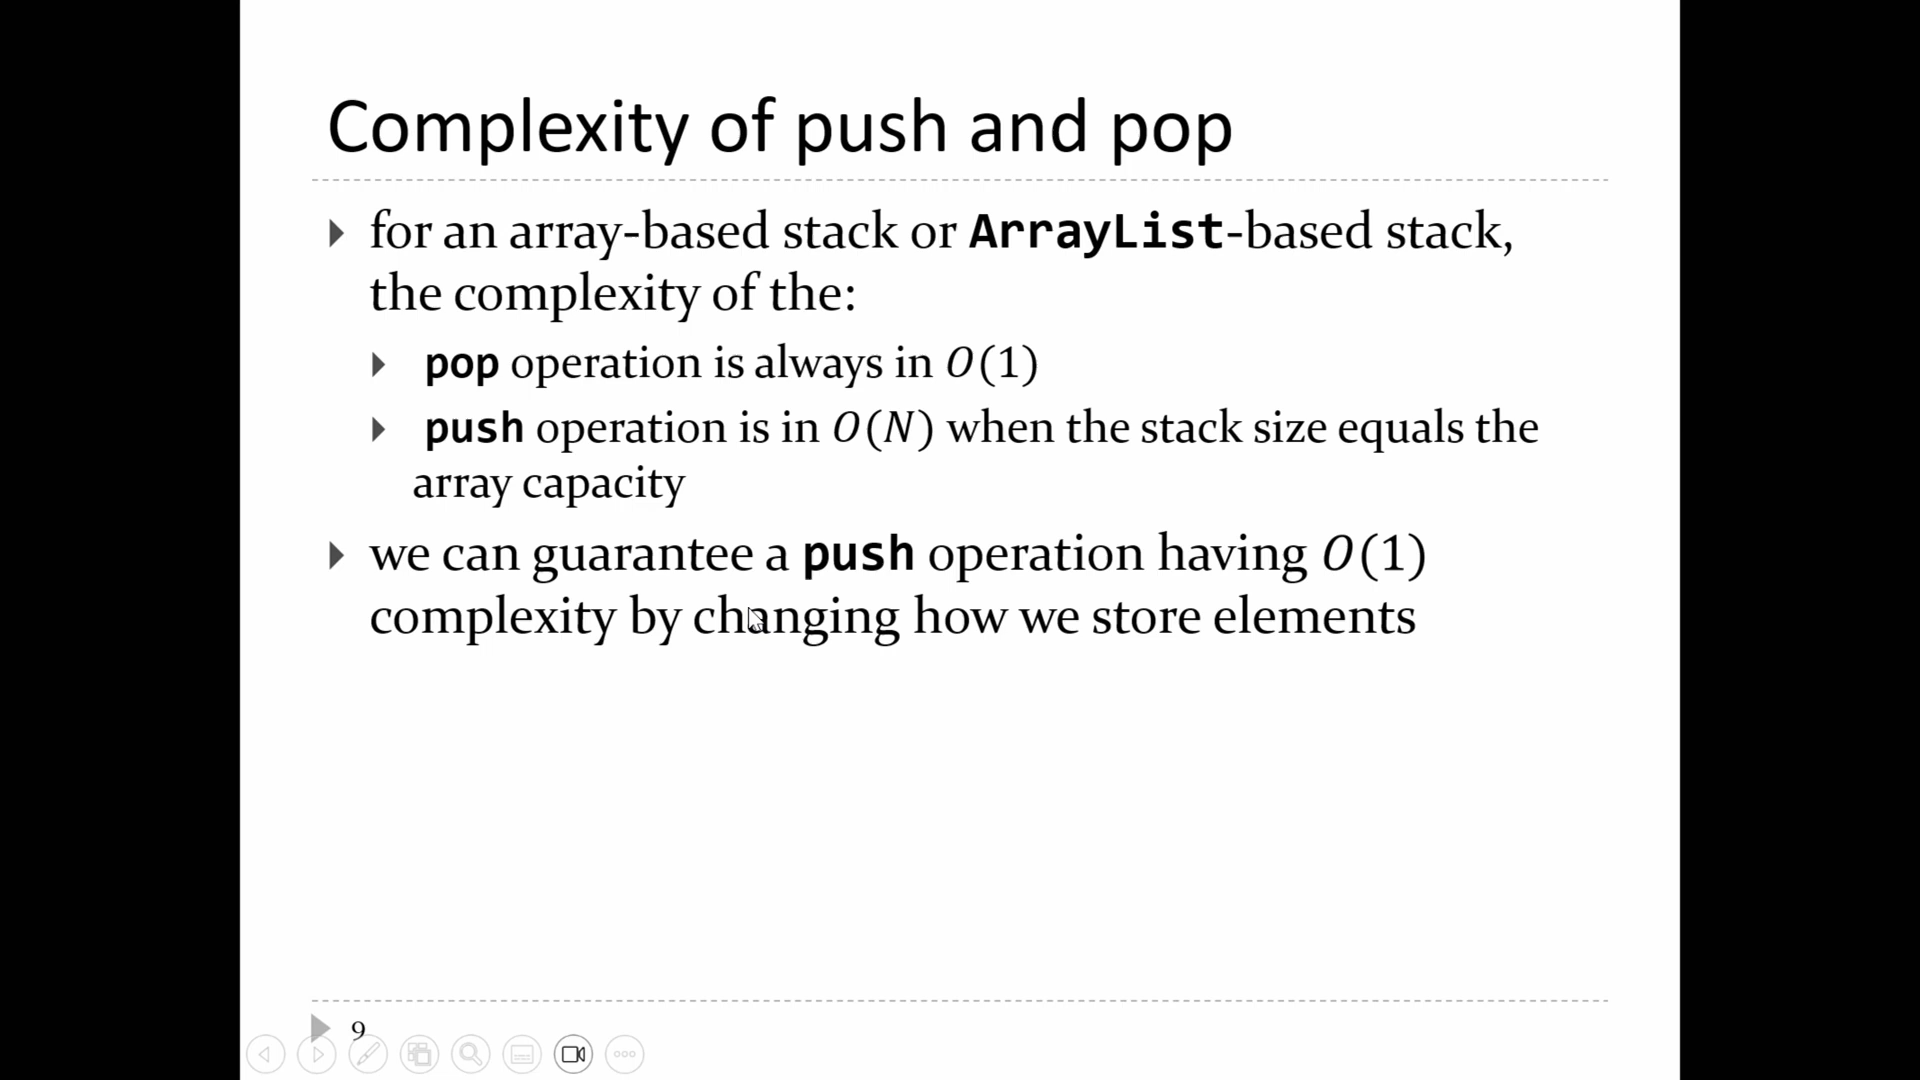 Complexity of push and pop
for an array-based stack or ArrayList-based stack,
the complexity of the:
pop operation is always in O(1)
push operation is in O(N) when the stack size equals the
array capacity
we can guarantee a push operation having O(1)
complexity by changing how we store elements
9